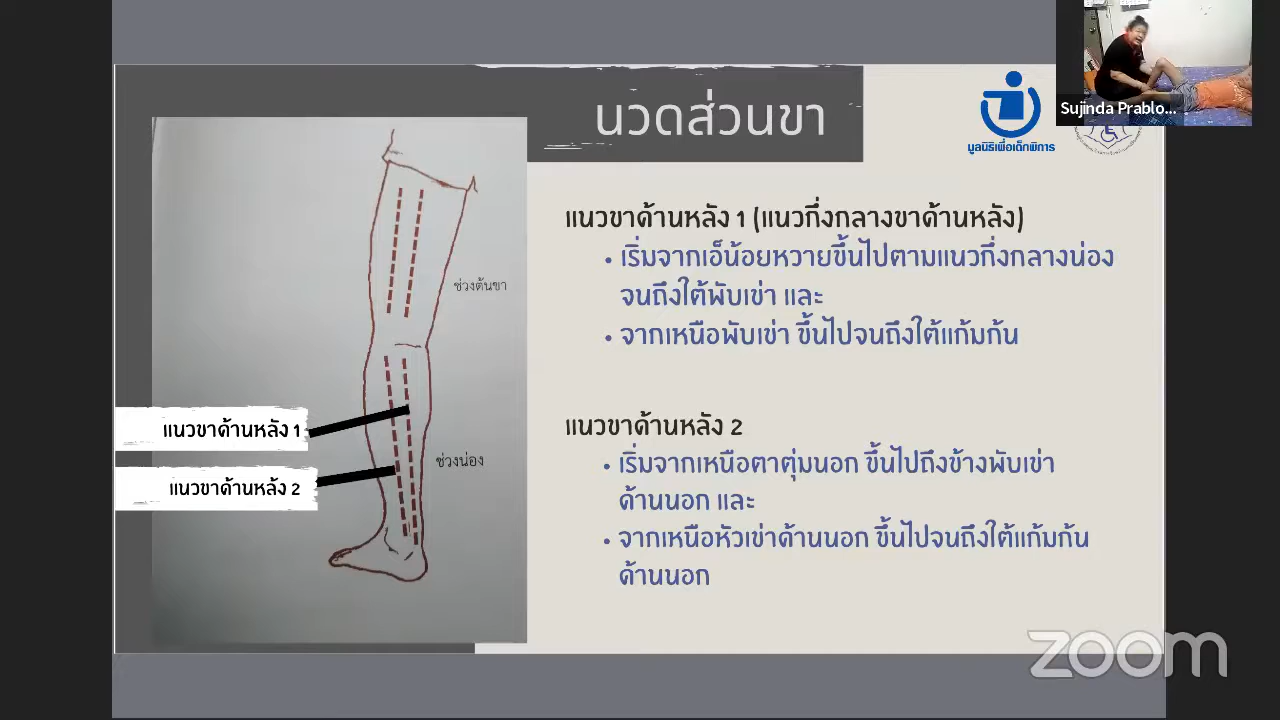 นวดส่วนขา
มูลนิธิเพื่อเด็กพิการ
Sujinda Prablo...
แนวขาด้านหลัง 1 (แนวกึ่งกลางขาด้านหลัง)
• เริ่มจากเอ็น้อยหวายขึ้นไปตามแนวกึ่งกลางน่อง
จนถึงใต้พับเข่า และ
• จากเหนือพับเข่า ขึ้นไปจนถึงใต้แก้มก้น
แนวขาด้านหลัง 2
• เริ่มจากเหนือตาตุ่มนอก ขึ้นไปถึงข้างพับเข่า
ด้านนอก และ
• จากเหนือหัวเข่าด้านนอก ขึ้นไปจนถึงใต้แก้มก้น
ด้านนอก
ช่วงต้นขา
แนวขาด้านหลัง 1
ช่วงน่อง
แนวขาด้านหลัง 2
zoom